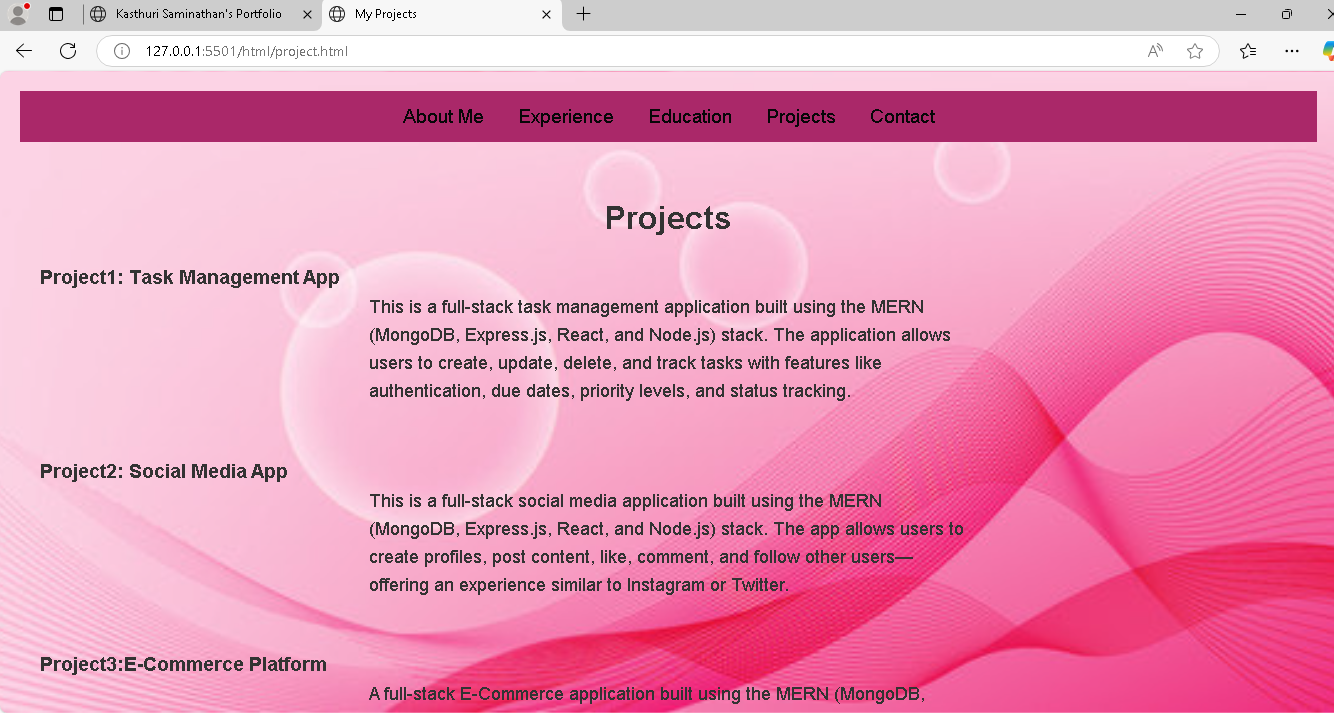 Kasthuri Saminathan's Portfolio
My Projects
127.0.0.1:5501/html/project.html
About Me Experience Education Projects Contact
Projects
Project1: Task Management App
This is a full-stack task management application built using the MERN
(MongoDB, Express.js, React, and Node.js) stack. The application allows
users to create, update, delete, and track tasks with features like
authentication, due dates, priority levels, and status tracking.
Project2: Social Media App
This is a full-stack social media application built using the MERN
(MongoDB, Express.js, React, and Node.js) stack. The app allows users to
create profiles, post content, like, comment, and follow other users—
offering an experience similar to Instagram or Twitter.
Project3:E-Commerce Platform
A full-stack E-Commerce application built using the MERN (MongoDB,